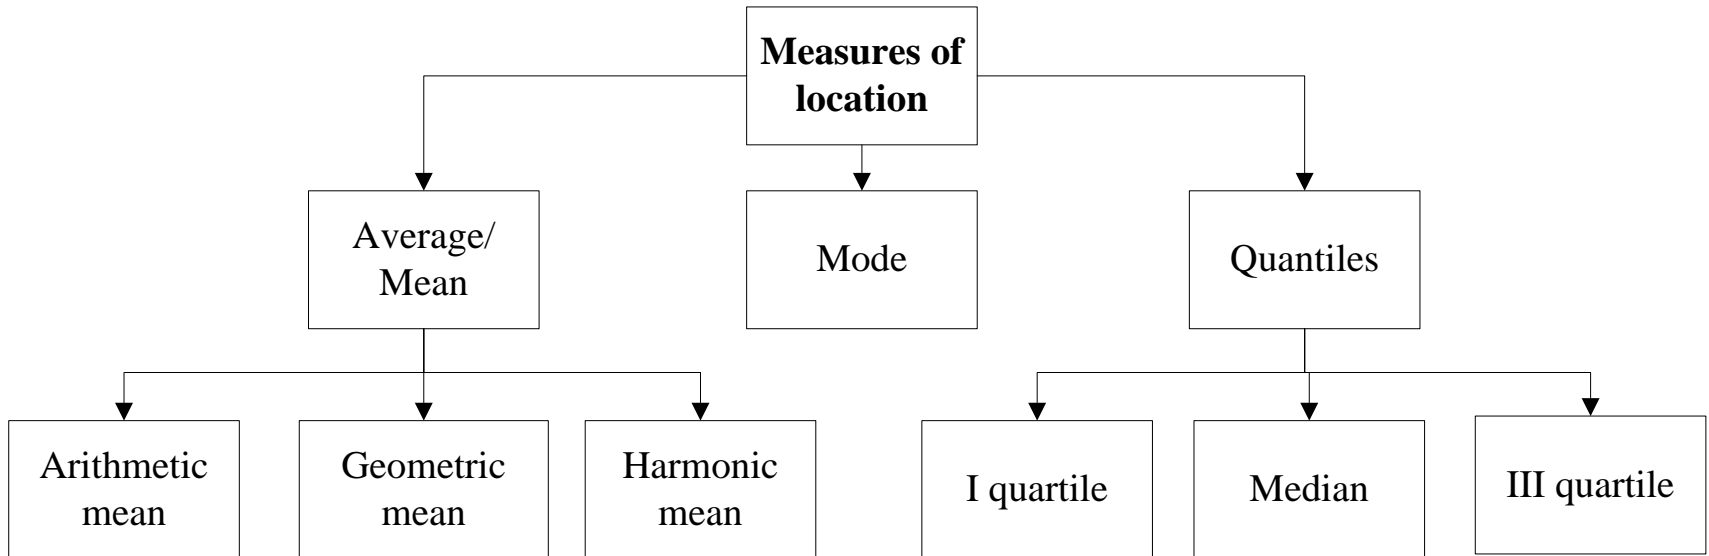 Measures of
location
Average/
Mean
Mode
Quantiles
Arithmetic
mean
Geometric
mean
Harmonic
mean
I quartile
Median
III quartile